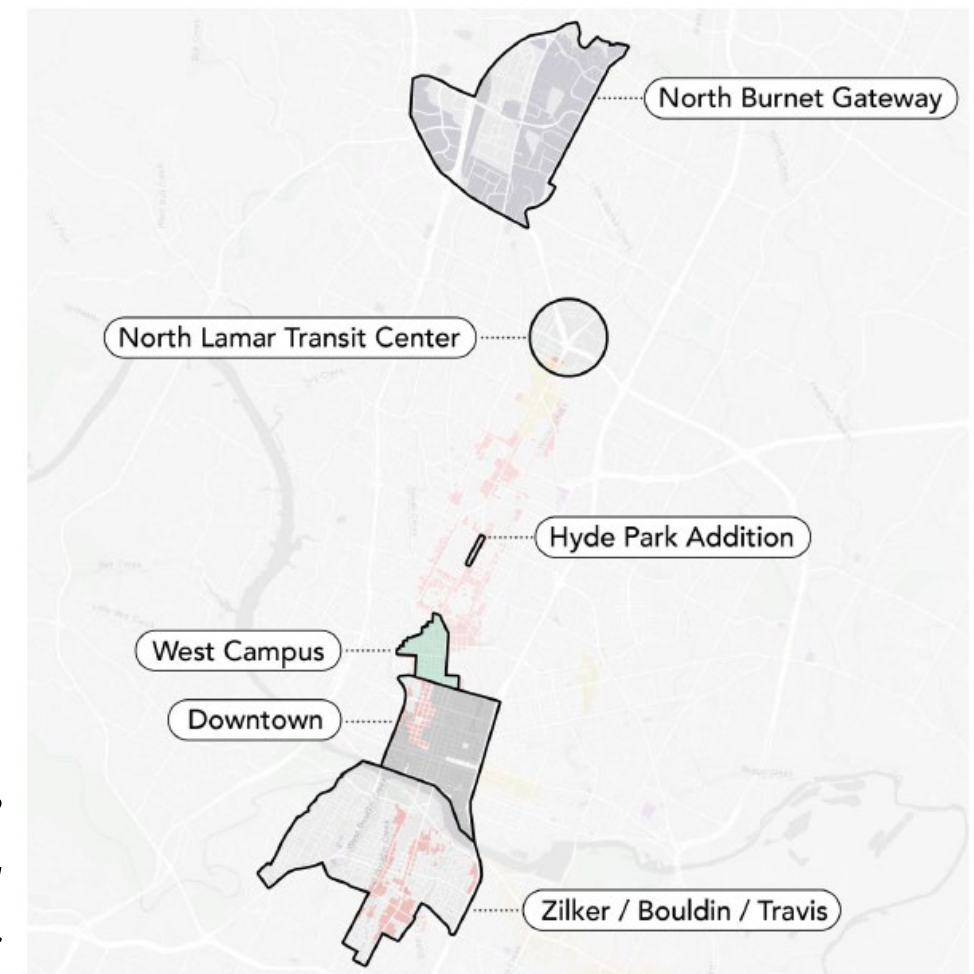 North Burnet Gateway
North Lamar Transit Center
Hyde Park Addition
West Campus
Downtown
Zilker / Bouldin / Travis